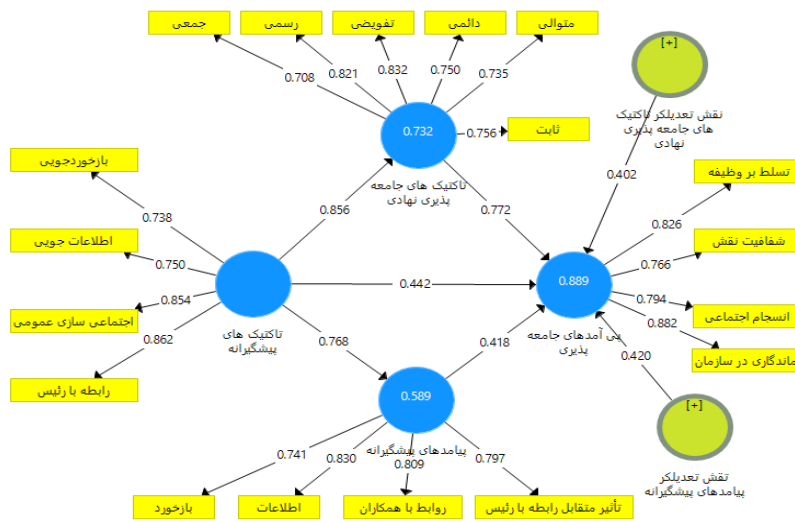 جمعی
رسمی
تفویضی
دائمی
متوالی
0.708
0.821
0.832
0.750
0.735
[+]
0.732
0.756
ثابت
نقش تعدیلکر تاکتیک
های جامعه پذیری
نهادی
تاکتیک های جامعه
پذیری نهادی
بازخوردجویی
0.738
اطلاعات جویی
0.750
اجتماعی سازی عمومی
0.854
رابطه با رئیس
0.862
0.856
0.772
0.402
تسلط بر وظیفه
0.826
شفافیت نقش
0.766
0.442
0.889
0.794
انسجام اجتماعی
0.882
ماندگاری در سازمان
تاکتیک های
پیشگیرانه
پی آمدهای جامعه
پذیری
0.768
0.418
0.420
0.589
[+]
پیامدهای پیشگیرانه
0.741
0.830
0.809
0.797
نقش تعدیلکر
پیامدهای پیشگیرانه
بازخورد
اطلاعات
روابط با همکاران
تأثیر متقابل رابطه با رئیس